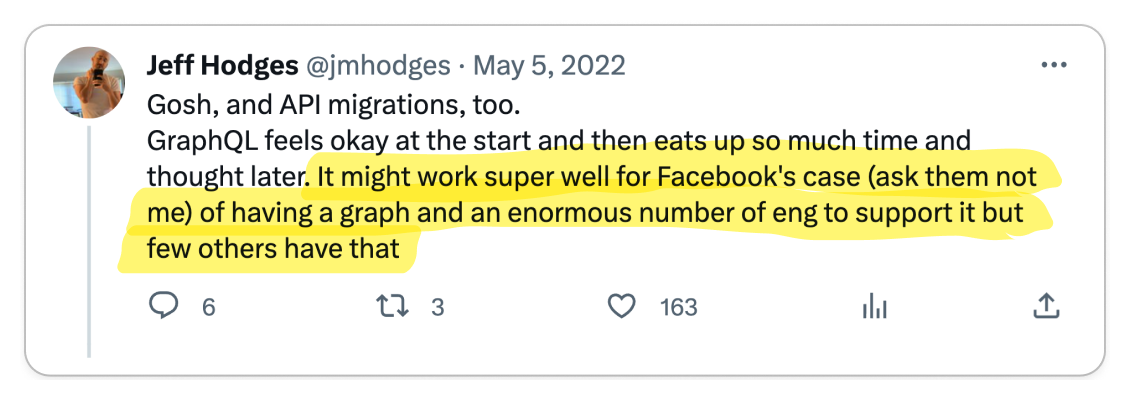 Jeff Hodges @jmhodges · May 5, 2022
Gosh, and API migrations, too.
GraphQL feels okay at the start and then eats up so much time and
thought later. It might work super well for Facebook's case (ask them not
me) of having a graph and an enormous number of eng to support it but
few others have that
6 3 163